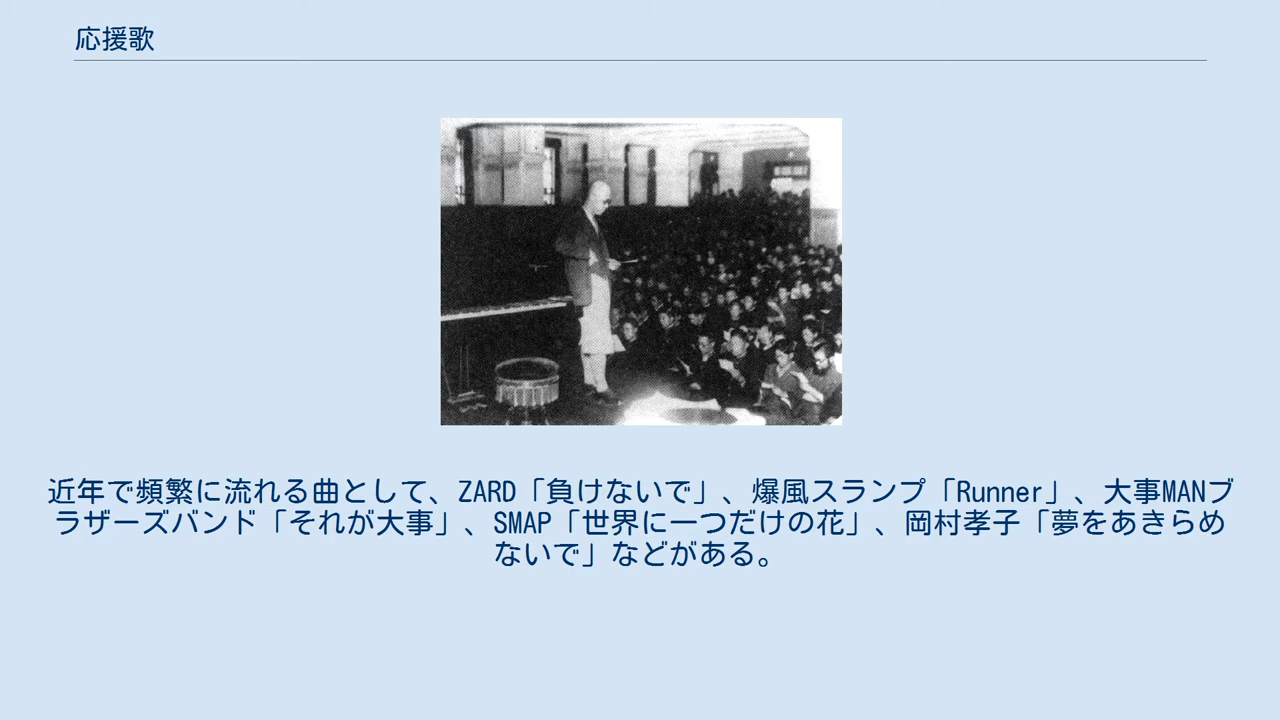 応援歌
近年で頻繁に流れる曲として、ZARD「負けないで」、爆風スランプ「Runner」、大事MANブ
ラザーズバンド「それが大事」、SMAP「世界に一つだけの花」、岡村孝子「夢をあきらめ
ないで」などがある。